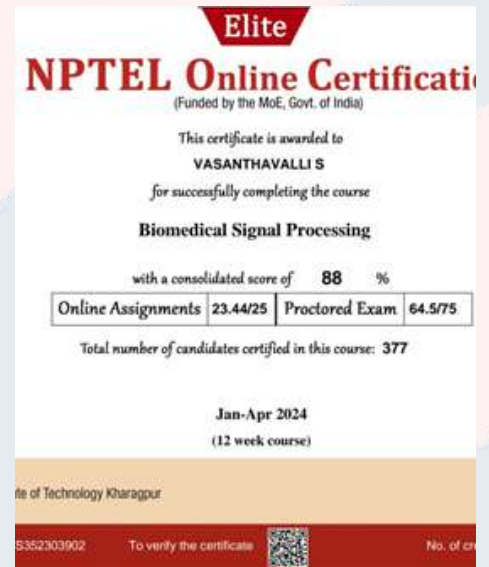 Elite
NPTEL Online Certificati
(Funded by the MoE, Govt. of India)
This certificate is awarded to
VASANTHAVALLI S
for successfully completing the course
Biomedical Signal Processing
with a consolidated score of 88 %
Online Assignments 23.44/25 Proctored Exam 64.5/75
Total number of candidates certified in this course: 377
Jan-Apr 2024
(12 week course)
te of Technology Kharagpur
S352303902 To verify the certificate No. of cr